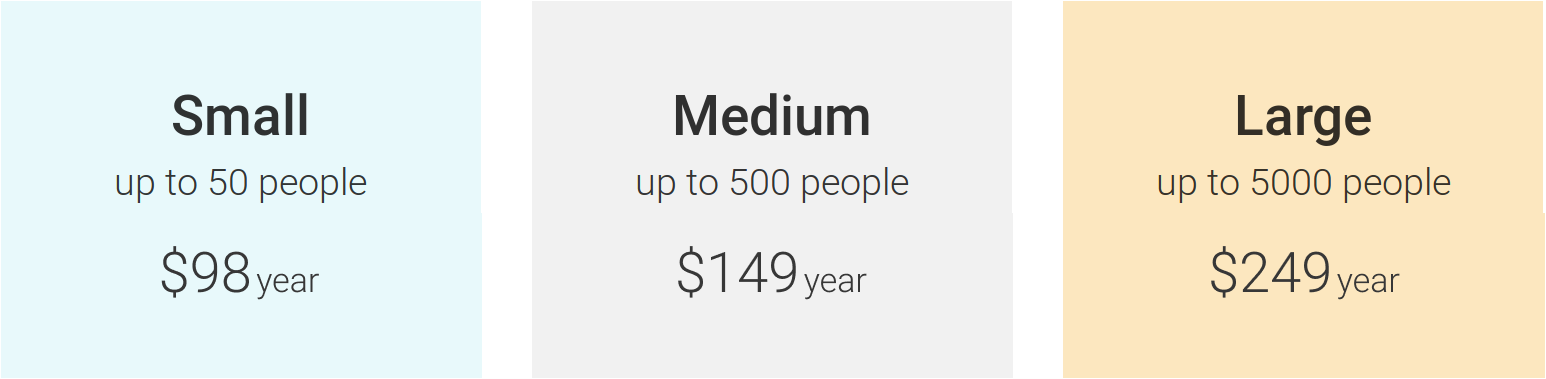 Small
up to 50 people
$98 year
Medium
up to 500 people
$149 year
Large
up to 5000 people
$249 year